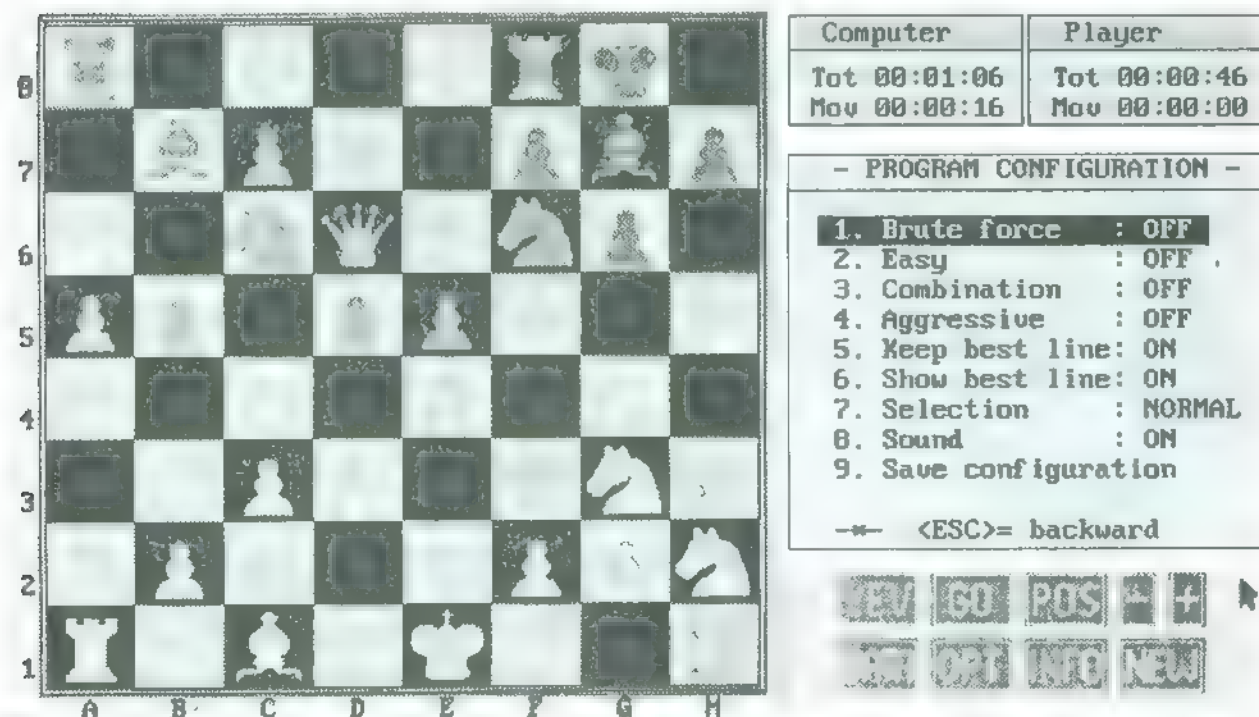 Computer Player
Tot 00:01:06 Tot 00:00:46
Mov 00:00:16 Mov 00:00:00
- PROGRAM CONFIGURATION -
1. Brute force : OFF
2. Easy : OFF
3. Combination : OFF
4. Aggressive : OFF
5. Keep best line: ON
6. Show best line: ON
7. Selection : NORMAL
8. Sound : ON
9. Save configuration
-*- <ESC>= backward
GO POS - +
OPT INFO NEW
8
7
6
5
4
3
2
1
A B C D E F G H